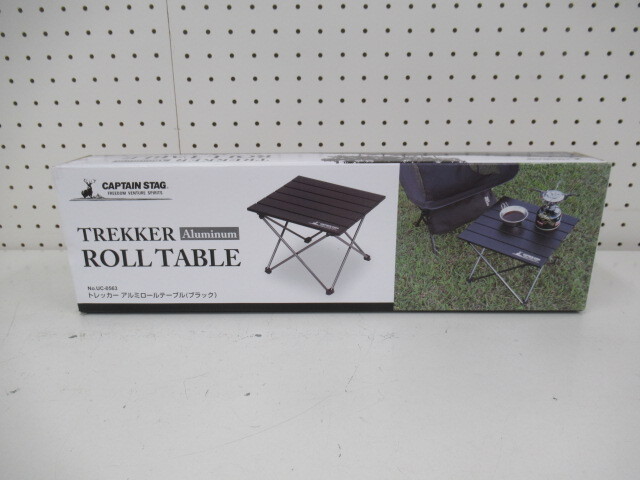 CAPTAIN STAG
FREEDOM VENTURE SPIRITS
TREKKER Aluminum
ROLL TABLE
No.UC-0563
トレッカー アルミロールテーブル〈ブラック〉